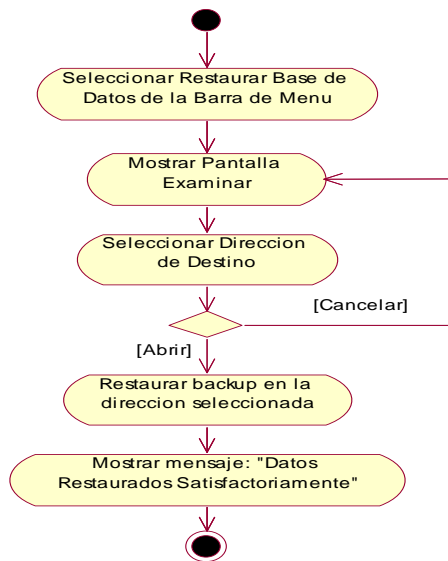 Seleccionar Restaurar Base de
Datos de la Barra de Menu
Mostrar Pantalla
Examinar
Seleccionar Direccion
de Destino
[Cancelar]
[Abrir]
Restaurar backup en la
direccion seleccionada
Mostrar mensaje: "Datos
Restaurados Satisfactoriamente"